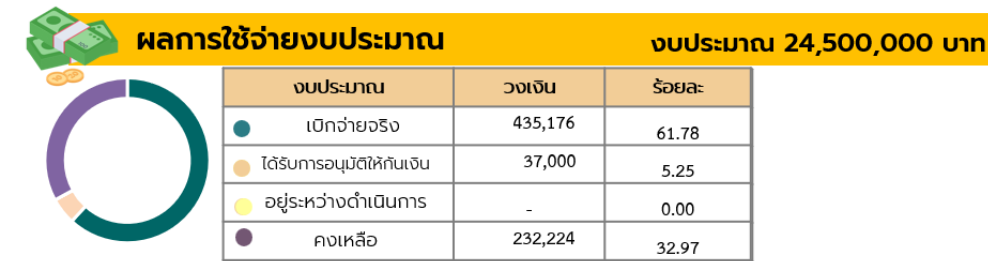 ผลการใช้จ่ายงบประมาณ
งบประมาณ 24,500,000 บาท
งบประมาณ วงเงิน ร้อยละ
เบิกจ่ายจริง 435,176 61.78
ได้รับการอนุมัติให้กันเงิน 37,000 5.25
อยู่ระหว่างดำเนินการ - 0.00
คงเหลือ 232,224 32.97